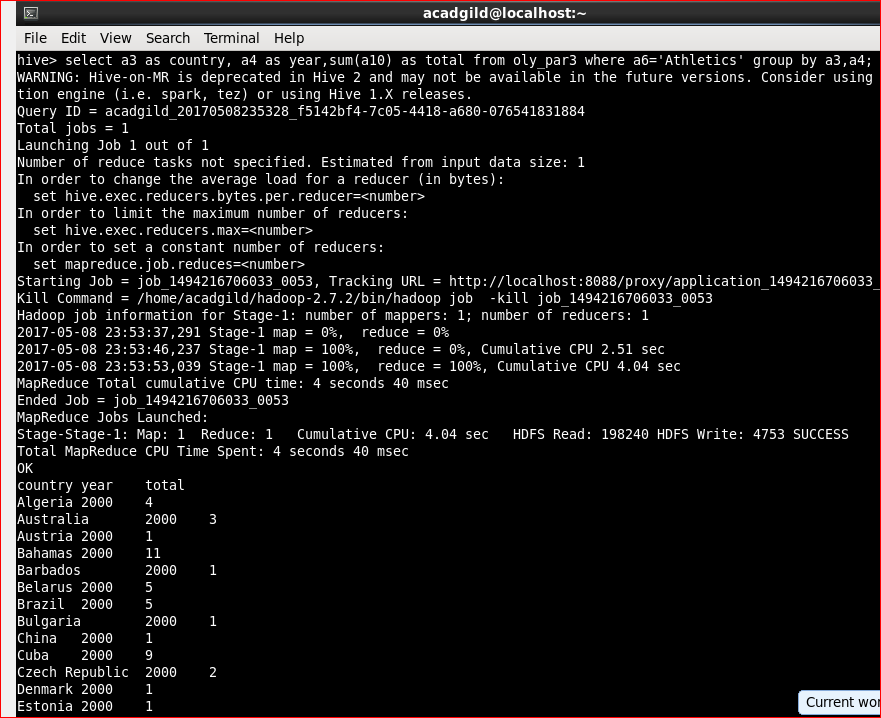 acadgild@localhost:~
File Edit View Search Terminal Help
hive> select a3 as country, a4 as year,sum(a10) as total from oly_par3 where a6='Athletics' group by a3,a4;
WARNING: Hive-on-MR is deprecated in Hive 2 and may not be available in the future versions. Consider using
tion engine (i.e. spark, tez) or using Hive 1.X releases.
Query ID = acadgild_20170508235328_f5142bf4-7c05-4418-a680-076541831884
Total jobs = 1
Launching Job 1 out of 1
Number of reduce tasks not specified. Estimated from input data size: 1
In order to change the average load for a reducer (in bytes):
  set hive.exec.reducers.bytes.per.reducer=<number>
In order to limit the maximum number of reducers:
  set hive.exec.reducers.max=<number>
In order to set a constant number of reducers:
  set mapreduce.job.reduces=<number>
Starting Job = job_1494216706033_0053, Tracking URL = http://localhost:8088/proxy/application_1494216706033_
Kill Command = /home/acadgild/hadoop-2.7.2/bin/hadoop job  -kill job_1494216706033_0053
Hadoop job information for Stage-1: number of mappers: 1; number of reducers: 1
2017-05-08 23:53:37,291 Stage-1 map = 0%,  reduce = 0%
2017-05-08 23:53:46,237 Stage-1 map = 100%,  reduce = 0%, Cumulative CPU 2.51 sec
2017-05-08 23:53:53,039 Stage-1 map = 100%,  reduce = 100%, Cumulative CPU 4.04 sec
MapReduce Total cumulative CPU time: 4 seconds 40 msec
Ended Job = job_1494216706033_0053
MapReduce Jobs Launched:
Stage-Stage-1: Map: 1  Reduce: 1   Cumulative CPU: 4.04 sec   HDFS Read: 198240 HDFS Write: 4753 SUCCESS
Total MapReduce CPU Time Spent: 4 seconds 40 msec
OK
country year    total
Algeria 2000    4
Australia       2000    3
Austria 2000    1
Bahamas 2000    11
Barbados        2000    1
Belarus 2000    5
Brazil  2000    5
Bulgaria        2000    1
China   2000    1
Cuba    2000    9
Czech Republic  2000    2
Denmark 2000    1
Estonia 2000    1
Current wor